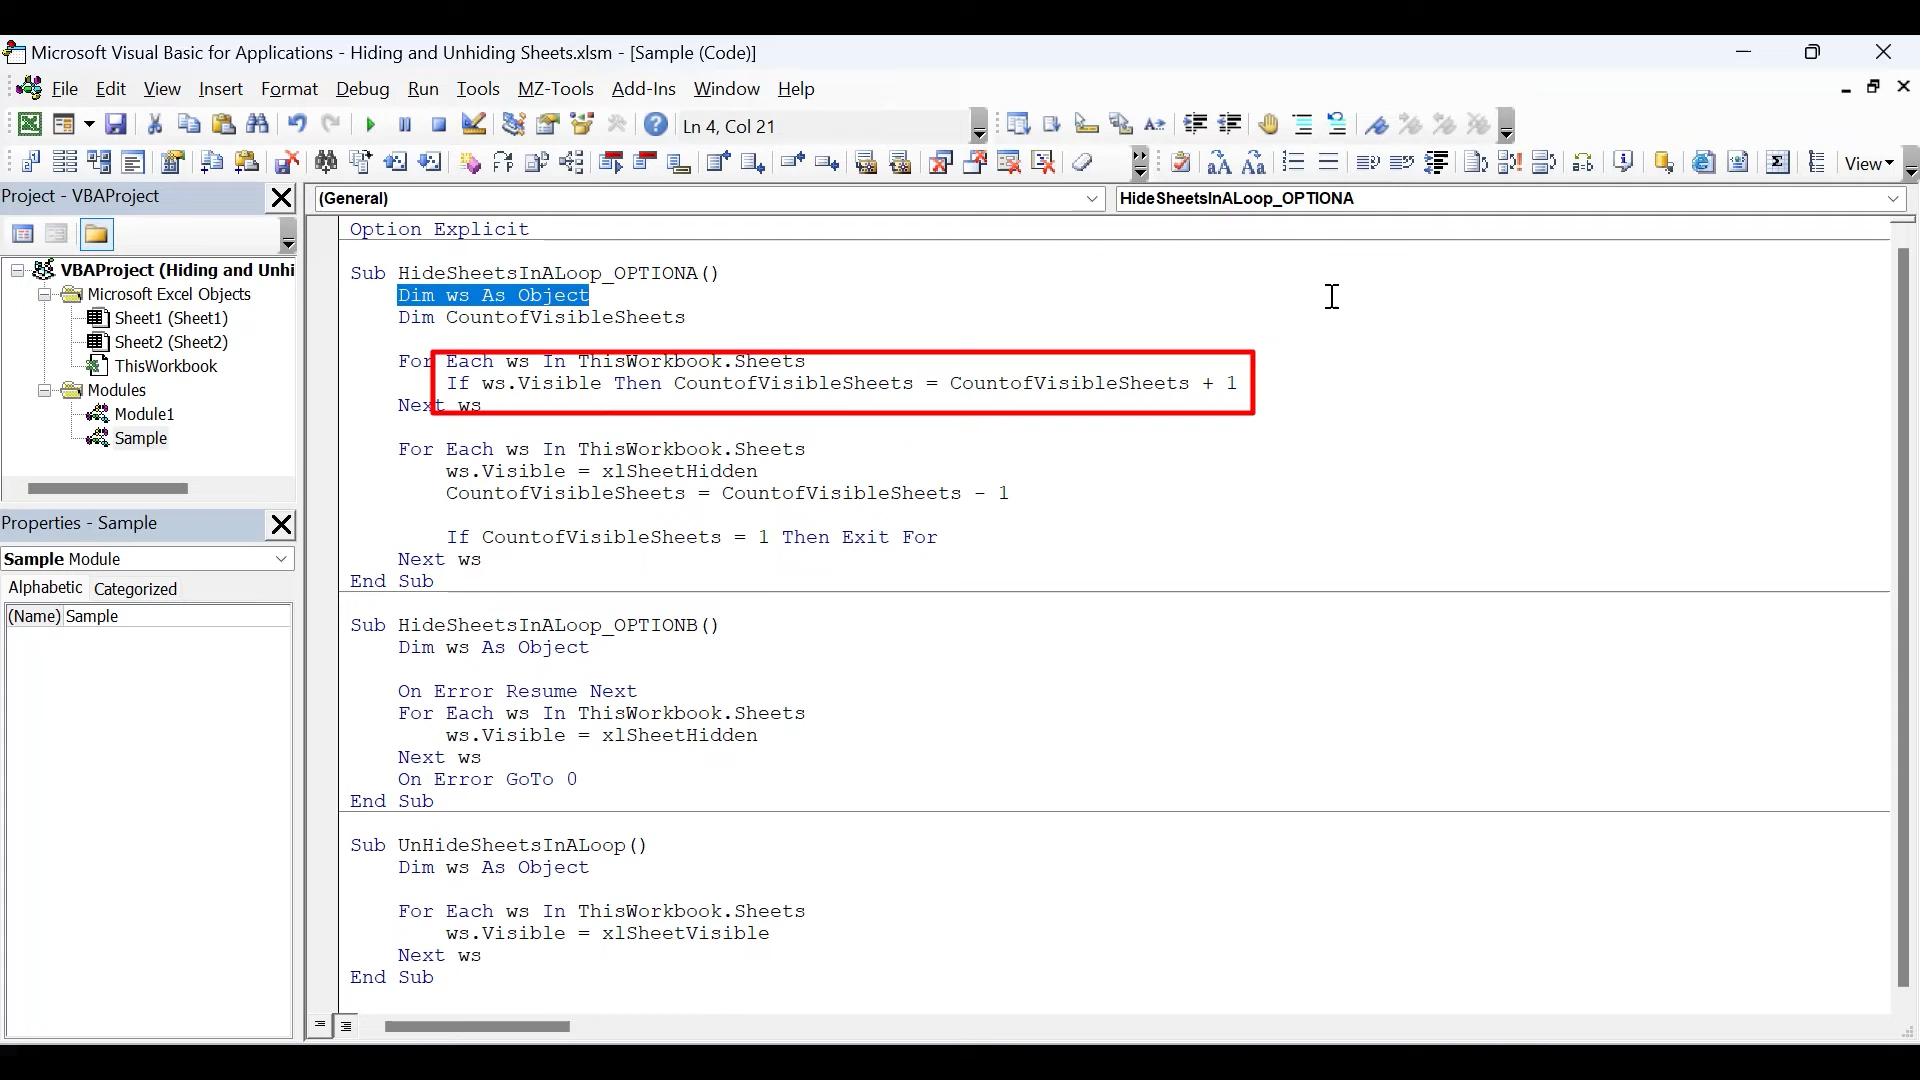 Microsoft Visual Basic for Applications - Hiding and Unhiding Sheets.xlsm - [Sample (Code)]
File Edit View Insert Format Debug Run Tools MZ-Tools Add-Ins Window Help
Ln 4, Col 21
View
Project - VBAProject
(General)
HideSheetsInALoop_OPTIONA
VBAProject (Hiding and Unhi
Microsoft Excel Objects
Sheet1 (Sheet1)
Sheet2 (Sheet2)
ThisWorkbook
Modules
Module1
Sample
Properties - Sample
Sample Module
Alphabetic Categorized
(Name) Sample
Option Explicit
Sub HideSheetsInALoop_OPTIONA()
Dim ws As Object
Dim CountofVisibleSheets
For Each ws In ThisWorkbook.Sheets
If ws.Visible Then CountofVisibleSheets = CountofVisibleSheets + 1
Next ws
For Each ws In ThisWorkbook.Sheets
ws.Visible = xlSheetHidden
CountofVisibleSheets = CountofVisibleSheets - 1
If CountofVisibleSheets = 1 Then Exit For
Next ws
End Sub
Sub HideSheetsInALoop_OPTIONB()
Dim ws As Object
On Error Resume Next
For Each ws In ThisWorkbook.Sheets
ws.Visible = xlSheetHidden
Next ws
On Error GoTo 0
End Sub
Sub UnHideSheetsInALoop()
Dim ws As Object
For Each ws In ThisWorkbook.Sheets
ws.Visible = xlSheetVisible
Next ws
End Sub